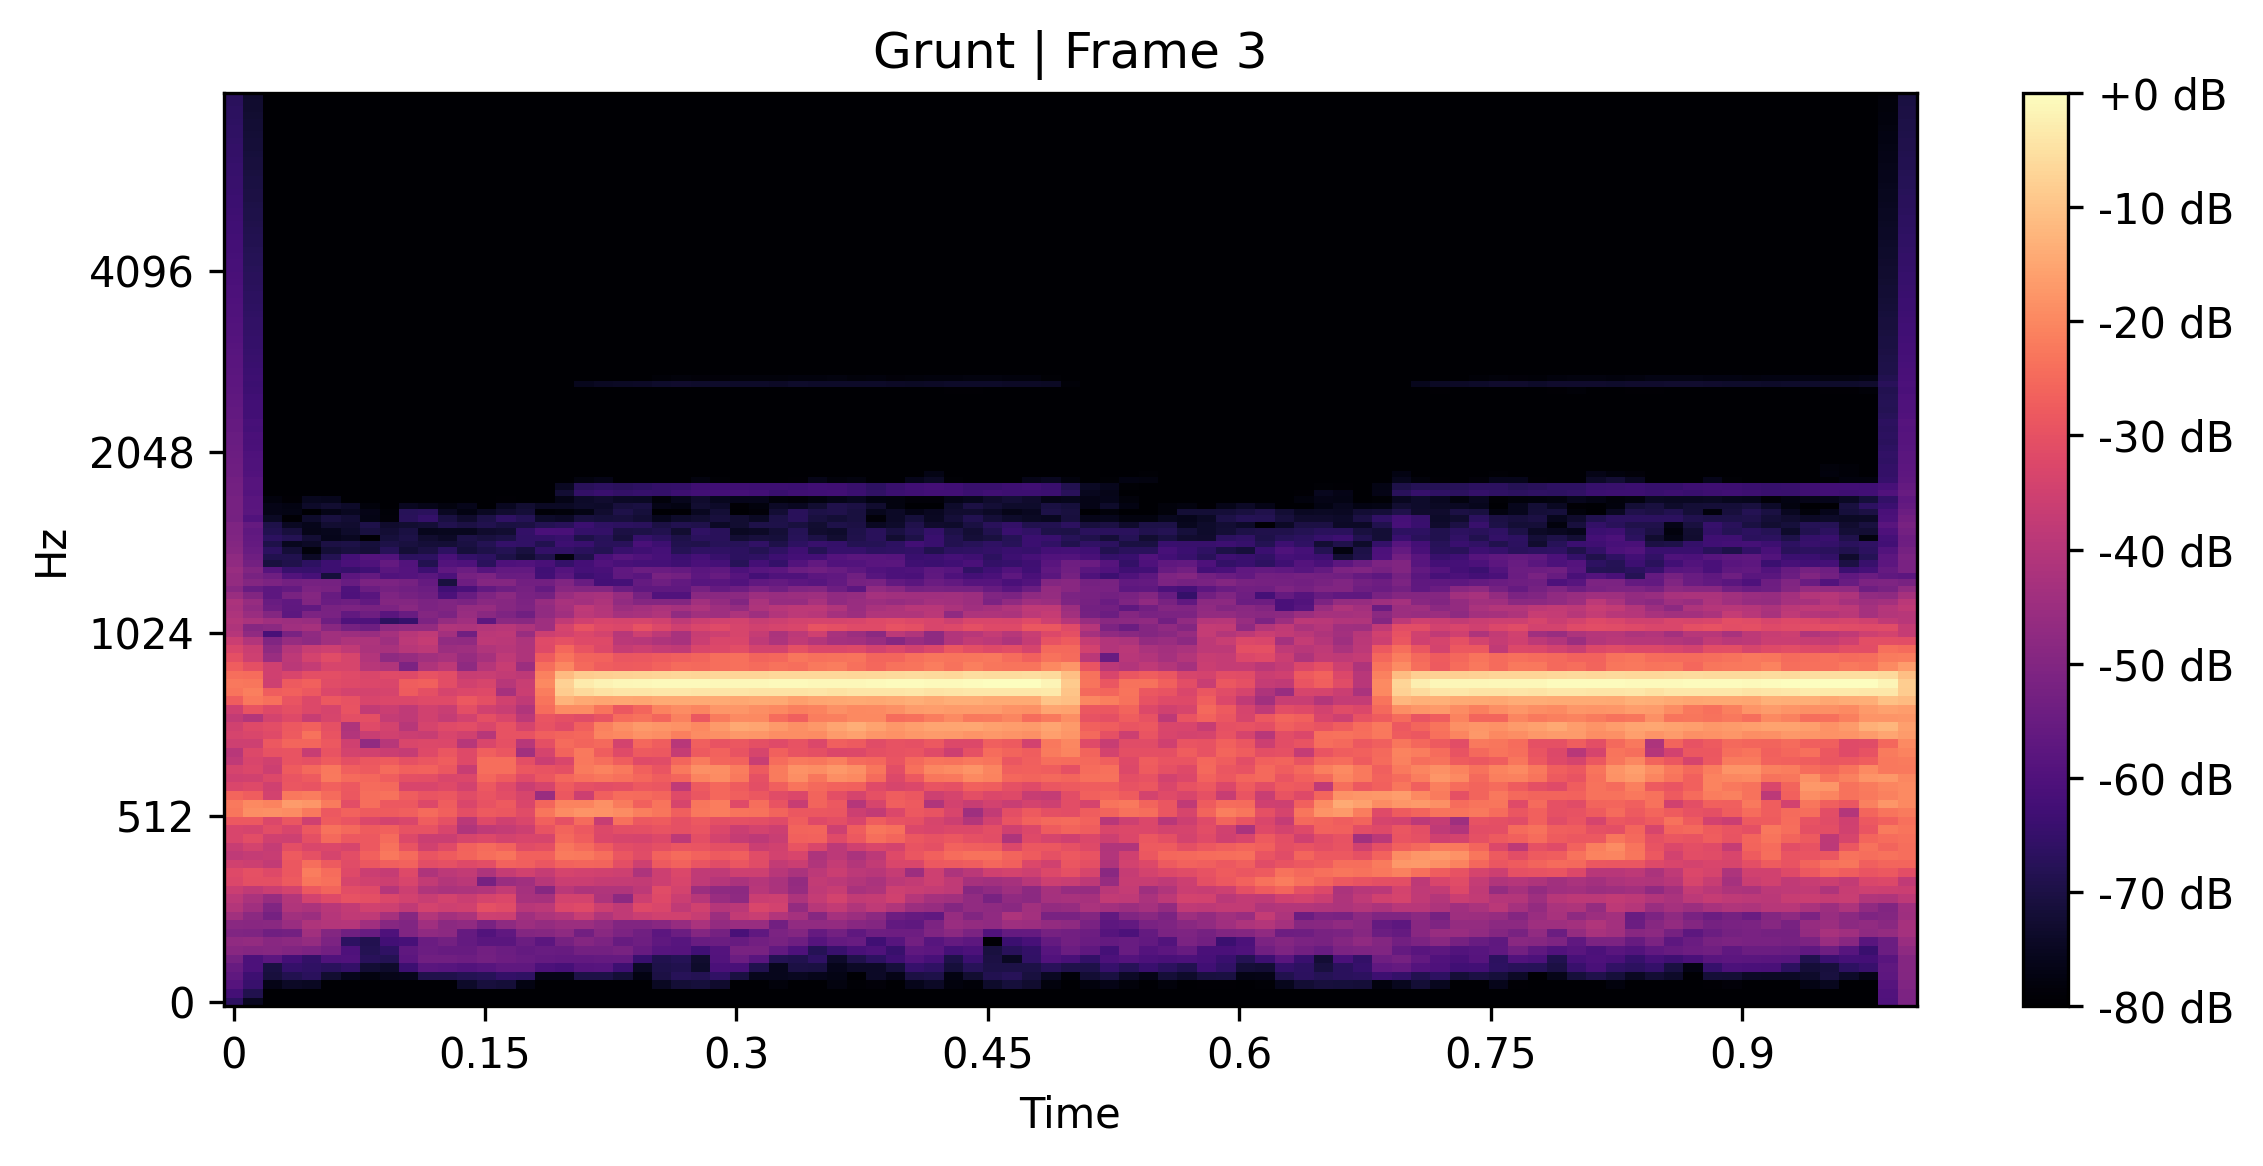 Grunt | Frame 3
+0 dB
-10 dB
-20 dB
-30 dB
-40 dB
-50 dB
-60 dB
-70 dB
-80 dB
Hz
4096
2048
1024
512
0
0 0.15 0.3 0.45 0.6 0.75 0.9
Time